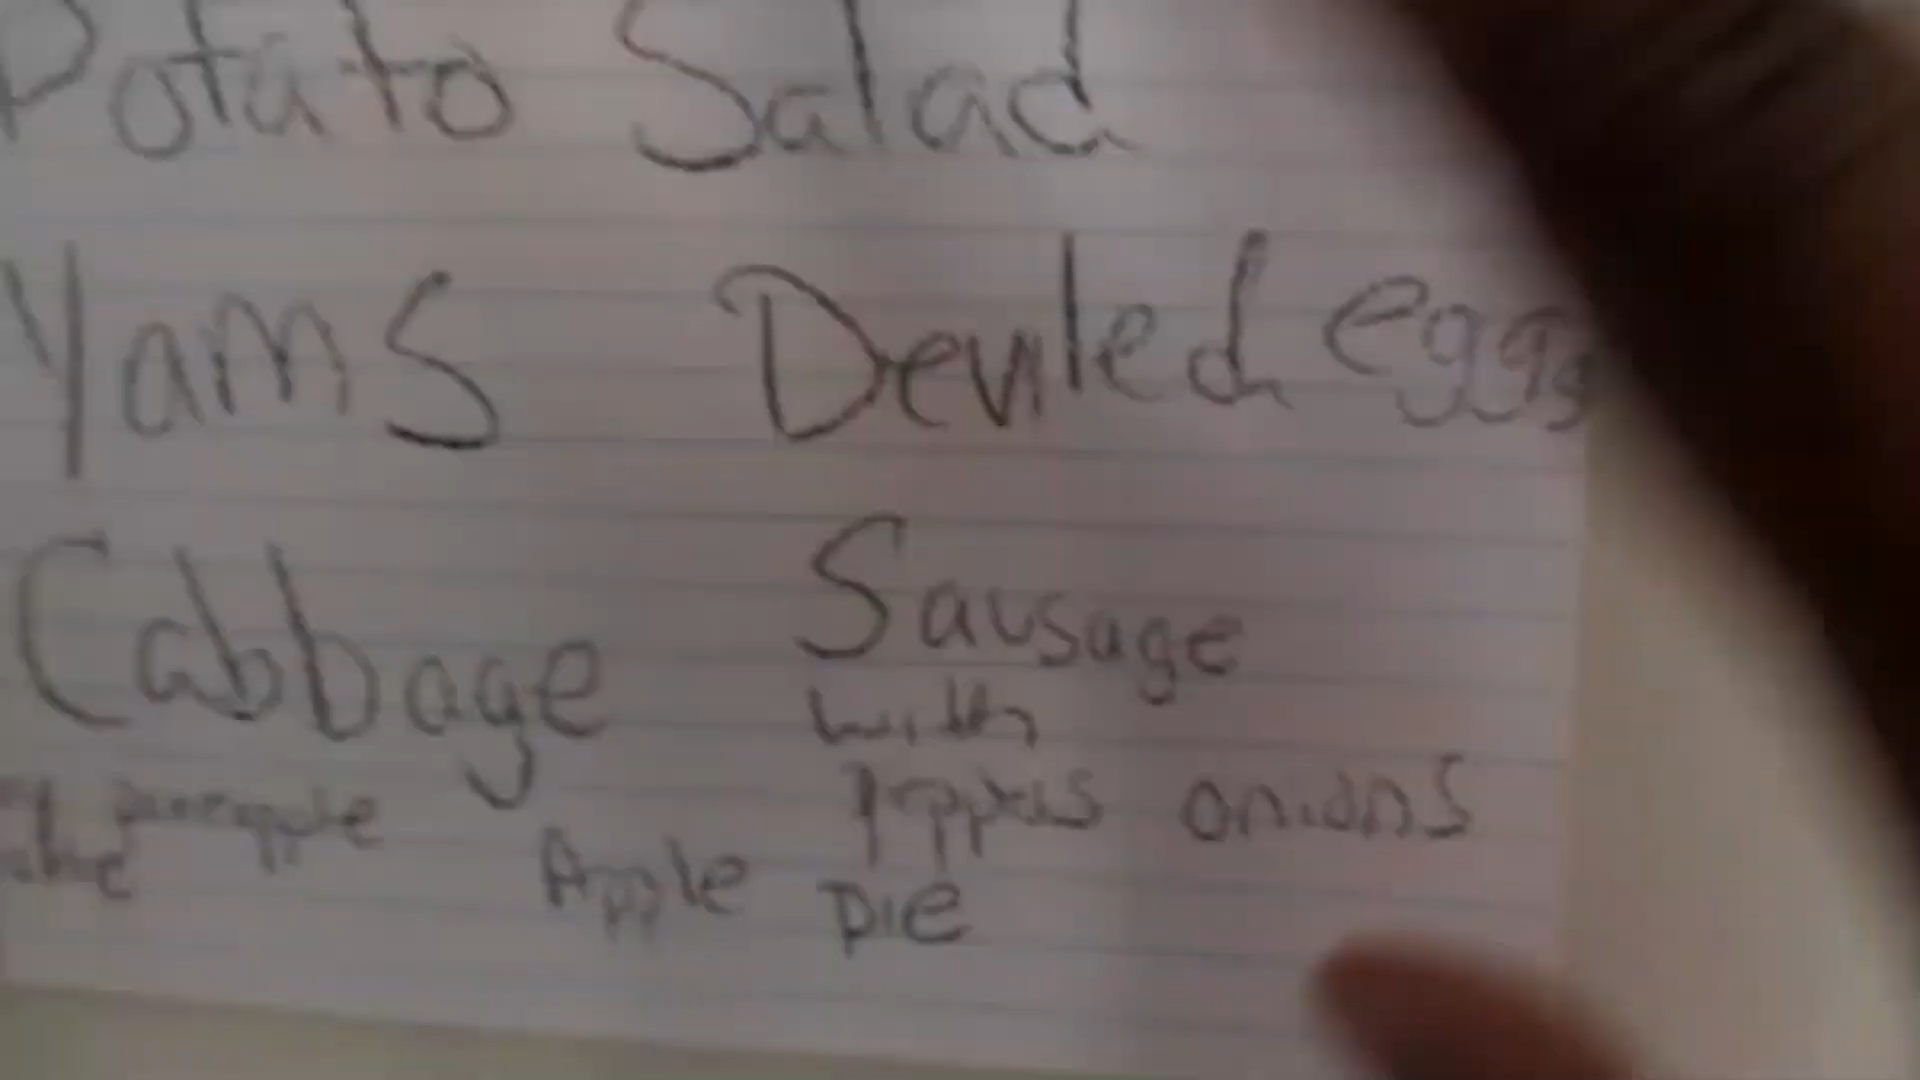 Potato Salad
Yams Deviled eggs
Cabbage Sausage
with
peppers onions
pineapple
Apple pie